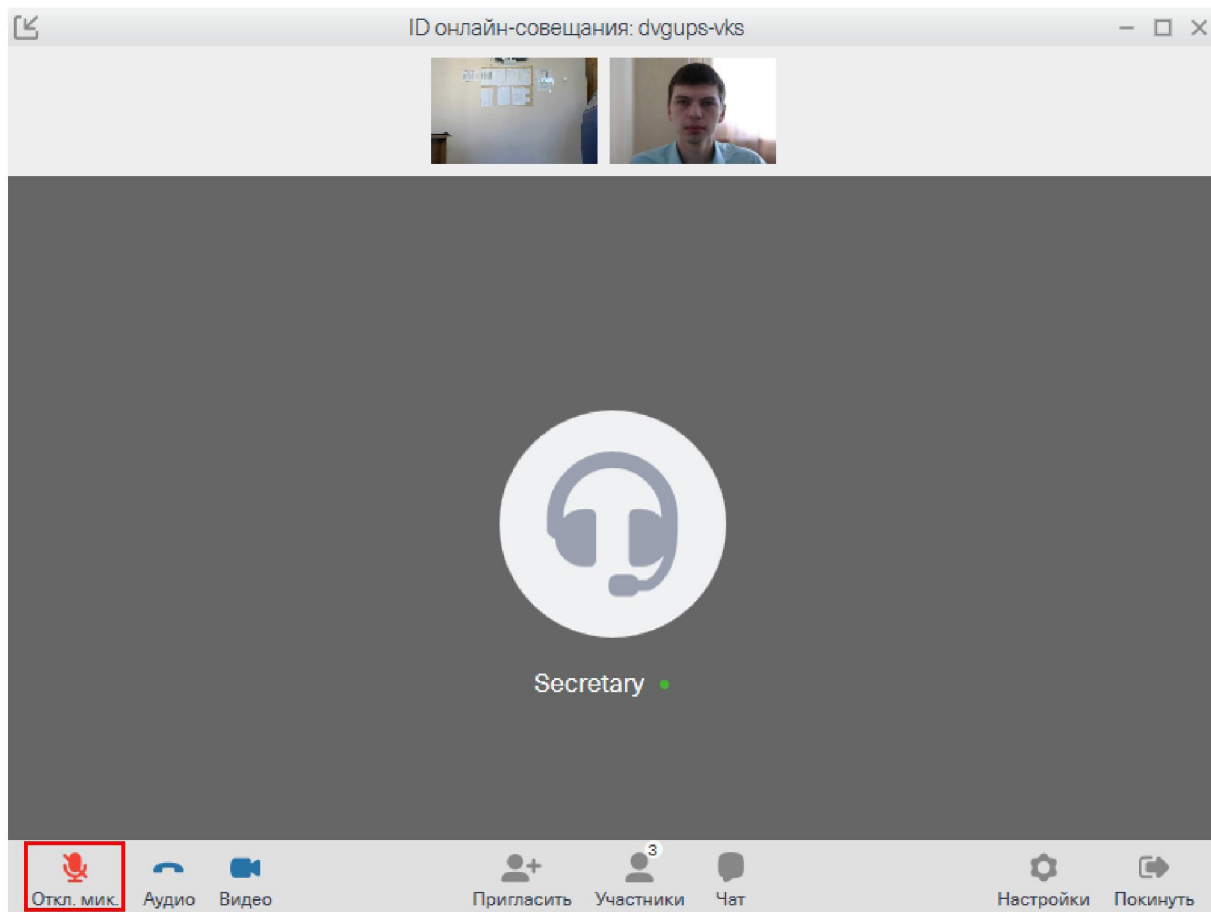 ID онлайн-совещания: dvgups-vks
Secretary
3
Откл. мик. Аудио Видео Пригласить Участники Чат Настройки Покинуть